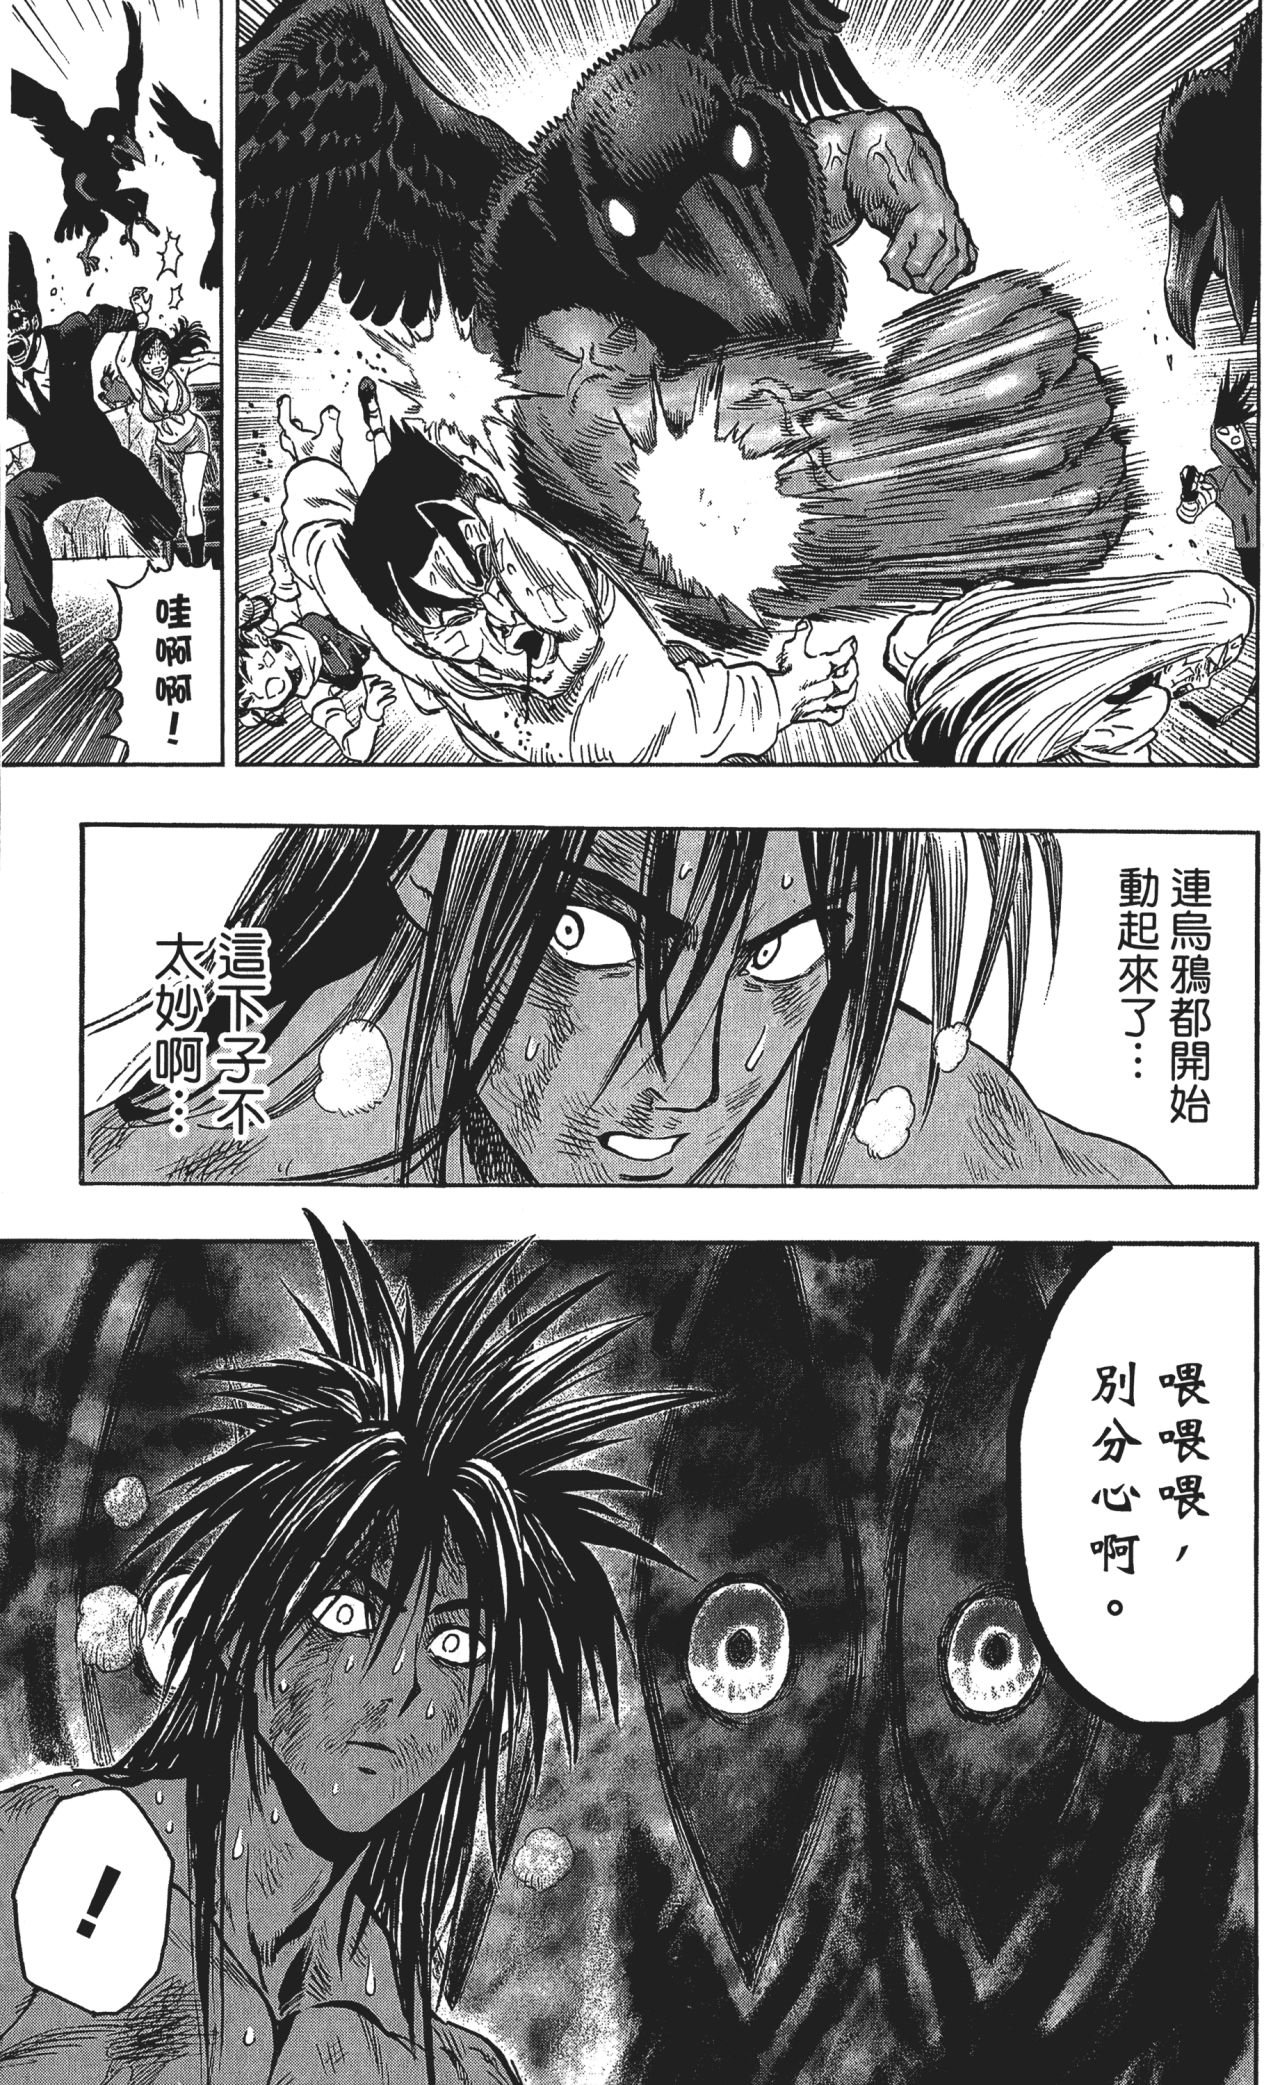 哇啊啊！
連烏鴉都開始
動起來了…
這下子不
太妙啊…
喂喂喂，
別分心啊。
！